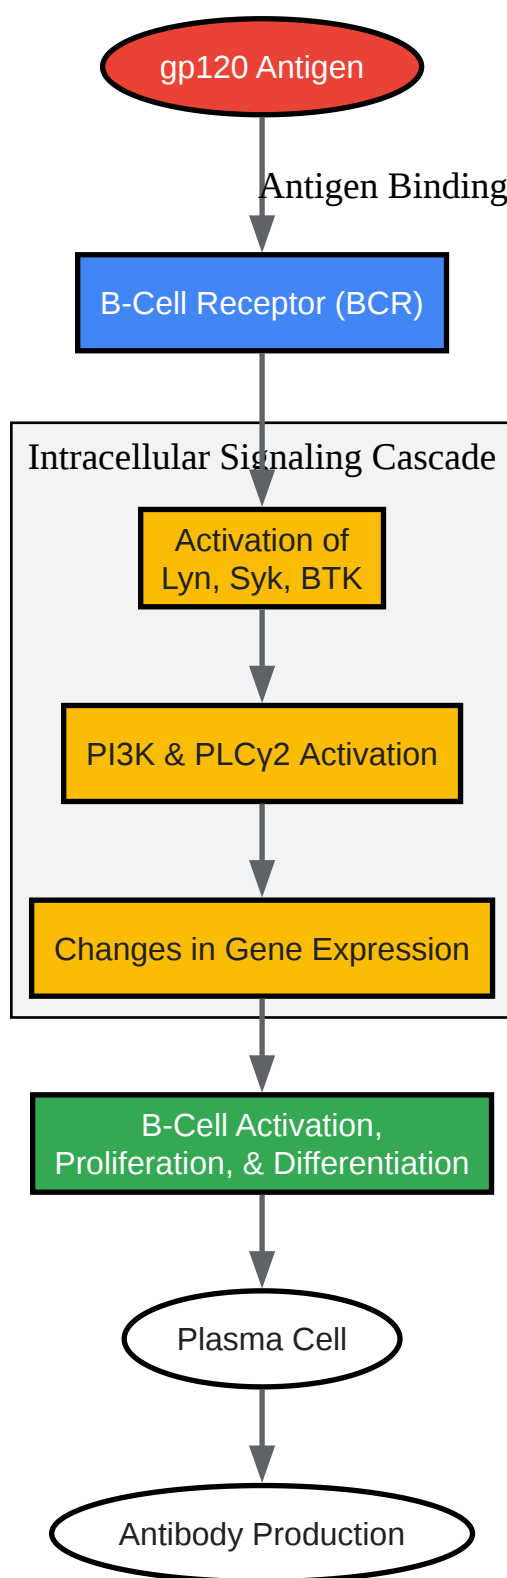 gp120 Antigen
Antigen Binding
B-Cell Receptor (BCR)
Intracellular Signaling Cascade
Activation of
Lyn, Syk, BTK
PI3K & PLCγ2 Activation
Changes in Gene Expression
B-Cell Activation,
Proliferation, & Differentiation
Plasma Cell
Antibody Production